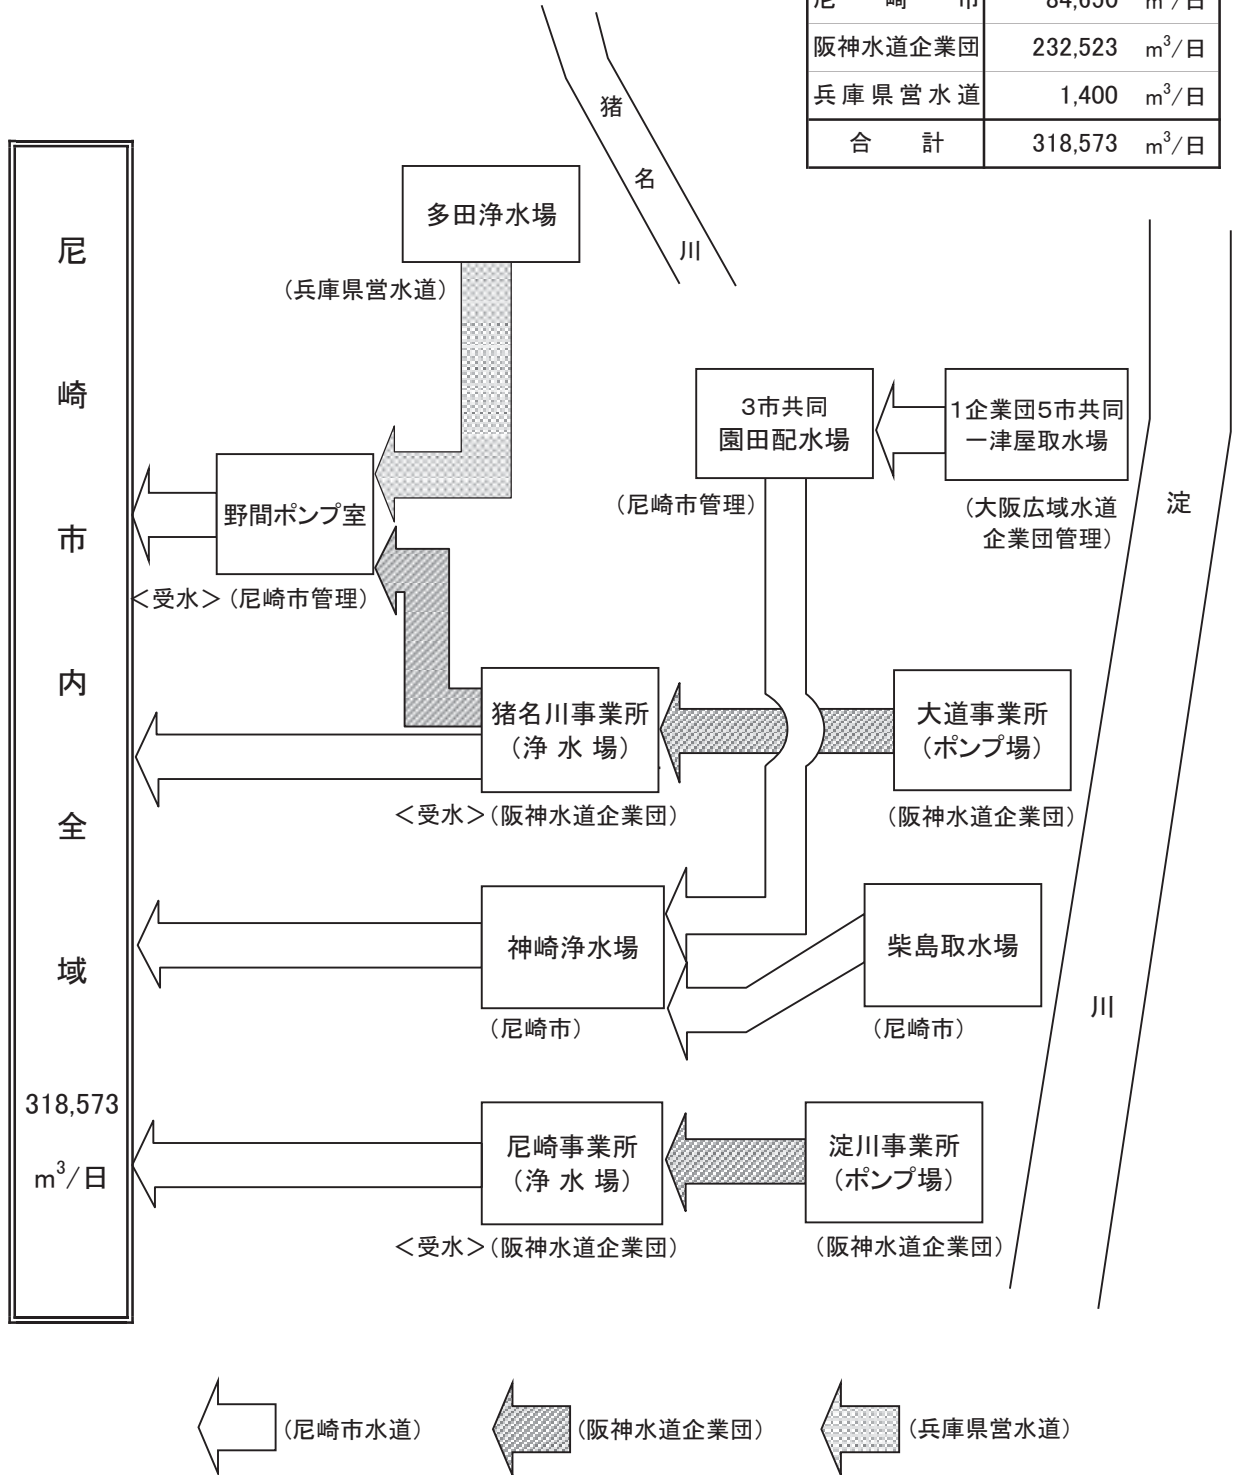 尼崎市 84,650 m³/日
阪神水道企業団 232,523 m³/日
兵庫県営水道 1,400 m³/日
合計 318,573 m³/日
猪名川
多田浄水場
(兵庫県営水道)
尼崎市内全域
318,573
m³/日
3市共同
園田配水場
(尼崎市管理)
1企業団5市共同
一津屋取水場
(大阪広域水道
企業団管理)
淀川
野間ポンプ室
<受水>(尼崎市管理)
猪名川事業所
(浄水場)
<受水>(阪神水道企業団)
大道事業所
(ポンプ場)
(阪神水道企業団)
神崎浄水場
(尼崎市)
柴島取水場
(尼崎市)
尼崎事業所
(浄水場)
<受水>(阪神水道企業団)
淀川事業所
(ポンプ場)
(阪神水道企業団)
(尼崎市水道)
(阪神水道企業団)
(兵庫県営水道)